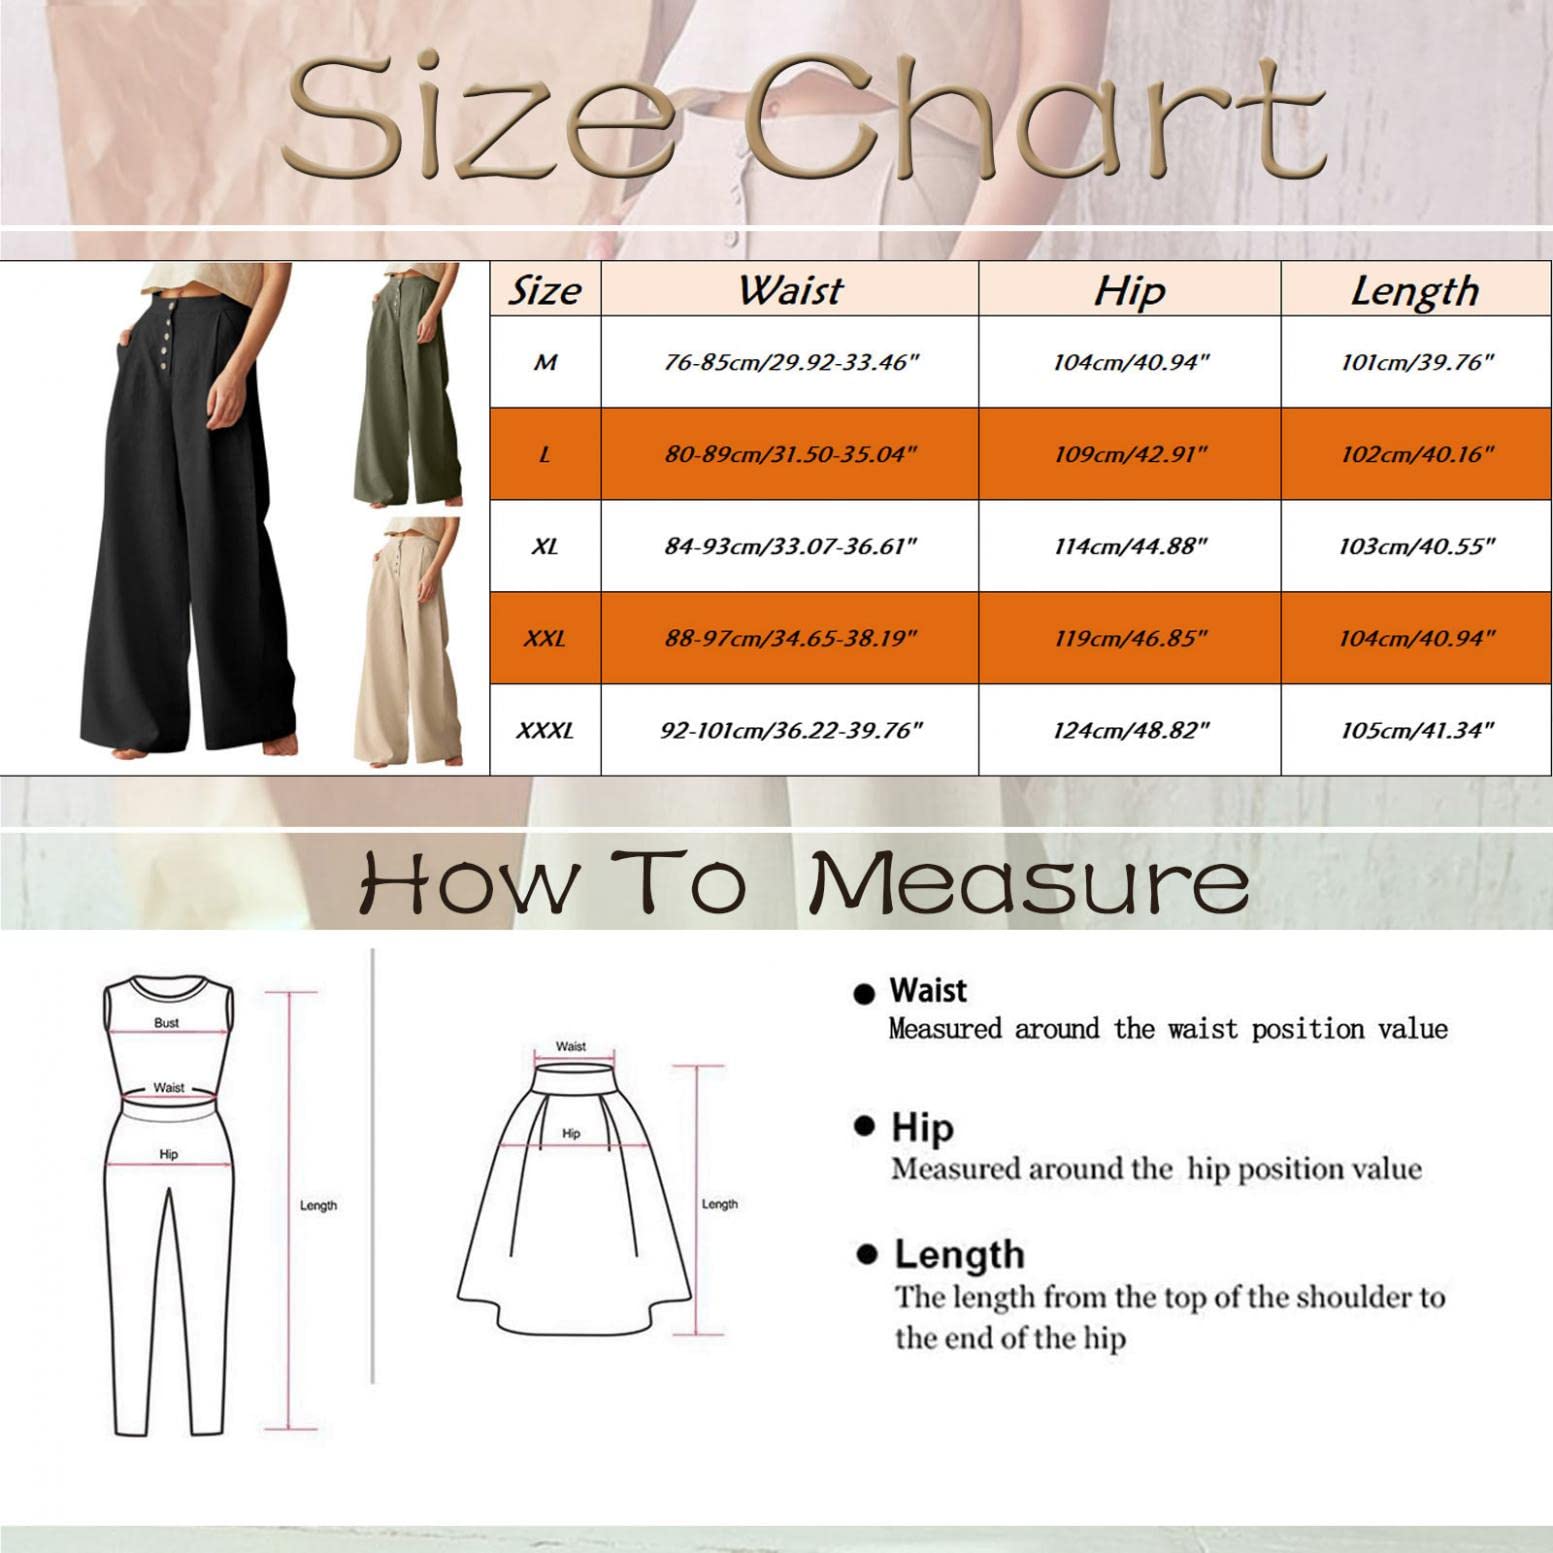 Size Chart
Size Waist Hip Length
M 76-85cm/29.92-33.46" 104cm/40.94" 101cm/39.76"
L 80-89cm/31.50-35.04" 109cm/42.91" 102cm/40.16"
XL 84-93cm/33.07-36.61" 114cm/44.88" 103cm/40.55"
XXL 88-97cm/34.65-38.19" 119cm/46.85" 104cm/40.94"
XXXL 92-101cm/36.22-39.76" 124cm/48.82" 105cm/41.34"
How To Measure
Bust
Waist
Hip
Length
Waist
Hip
Length
● Waist
Measured around the waist position value
● Hip
Measured around the hip position value
● Length
The length from the top of the shoulder to
the end of the hip